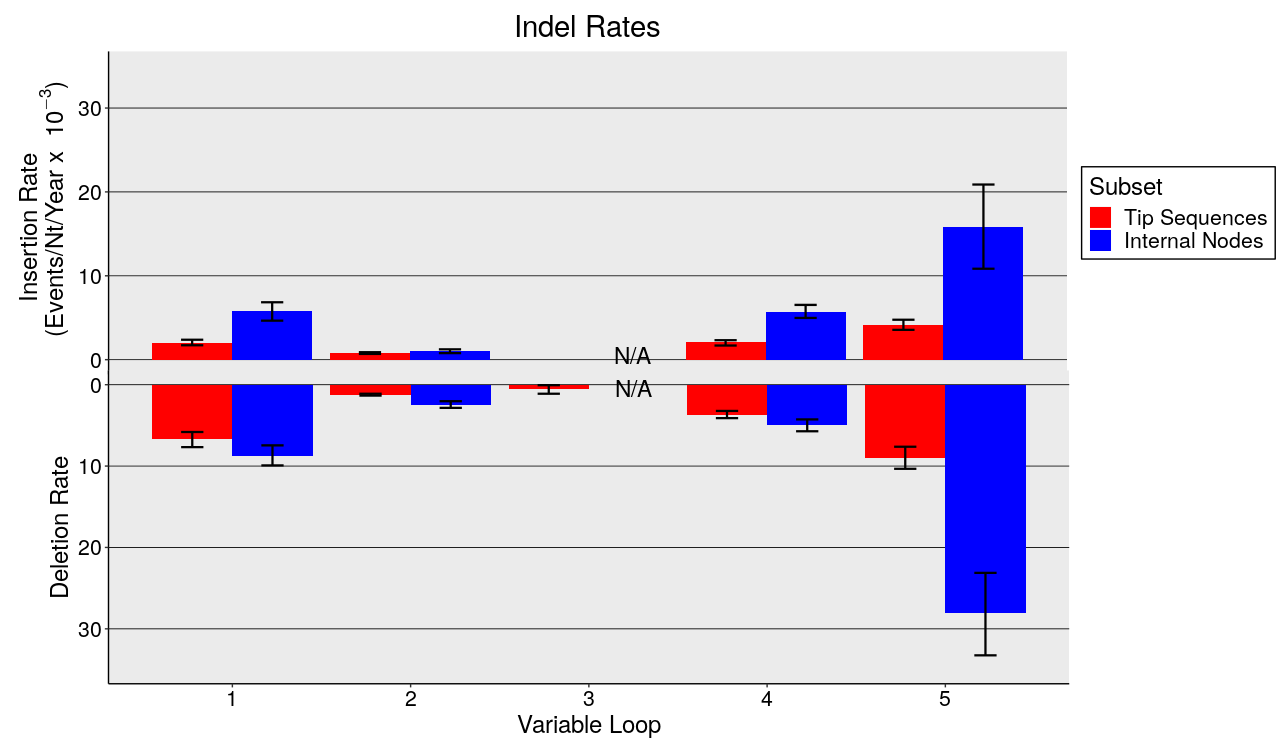 Indel Rates
Insertion Rate
(Events/Nt/Year x 10⁻³)
30
20
10
0
N/A
0
N/A
10
20
30
Deletion Rate
1 2 3 4 5
Variable Loop
Subset
Tip Sequences
Internal Nodes